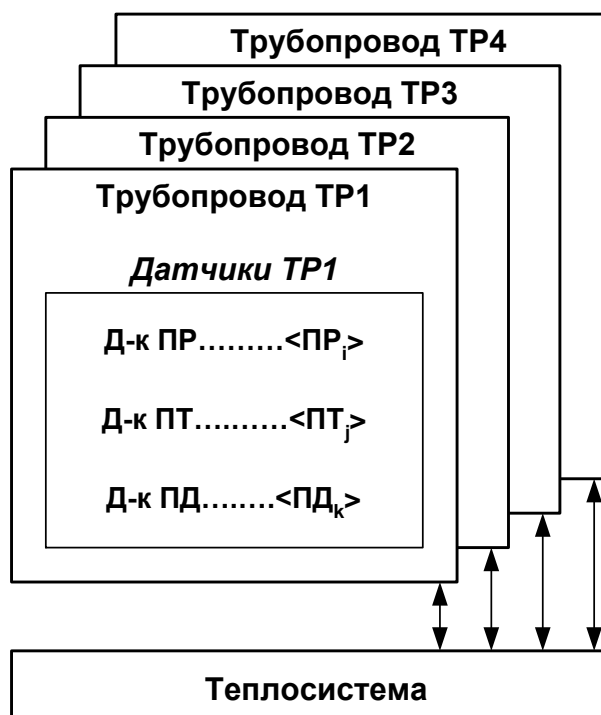 Трубопровод ТР4
Трубопровод ТР3
Трубопровод ТР2
Трубопровод ТР1
Датчики ТР1
Д-к ПР………<ПРi>
Д-к ПТ…..……<ПТj>
Д-к ПД…..….<ПДk>
Теплосистема